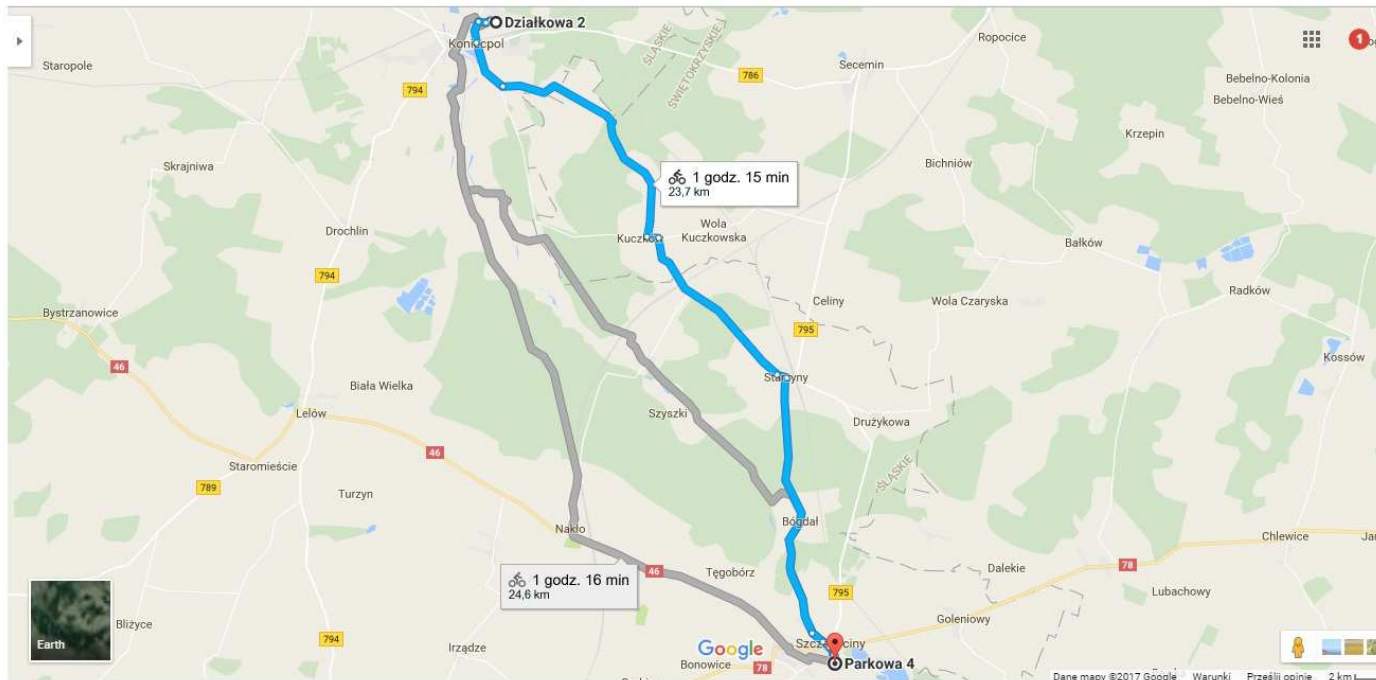 Działkowa 2
Koniecpol
1
Ropocice
Staropole
Secemin
786
ŚLĄSKIE
ŚWIĘTOKRZYSKIE
794
Bebelno-Kolonia
Bebelno-Wieś
Krzepin
Skrajniwa
Bichniów
1 godz. 15 min
23,7 km
Wola
Kuczkowska
Kuczków
Drochlin
Bałków
794
Radków
Celiny
Wola Czaryska
Bystrzanowice
795
Kossów
46
Starzyny
Biała Wielka
Lelów
Szyszki
Drużykowa
46
Staromieście
ŚLĄSKIE
789
Turzyn
Nakło
Bógdał
Chlewice
78
1 godz. 16 min
24,6 km
46
Tęgobórz
Dalekie
795
Lubachowy
Goleniowy
Bliżyce
794
Irządze
Earth
Google
Szczekociny
Bonowice
78
Parkowa 4
Dane mapy ©2017 Google
Warunki
Prześlij opinię
2 km